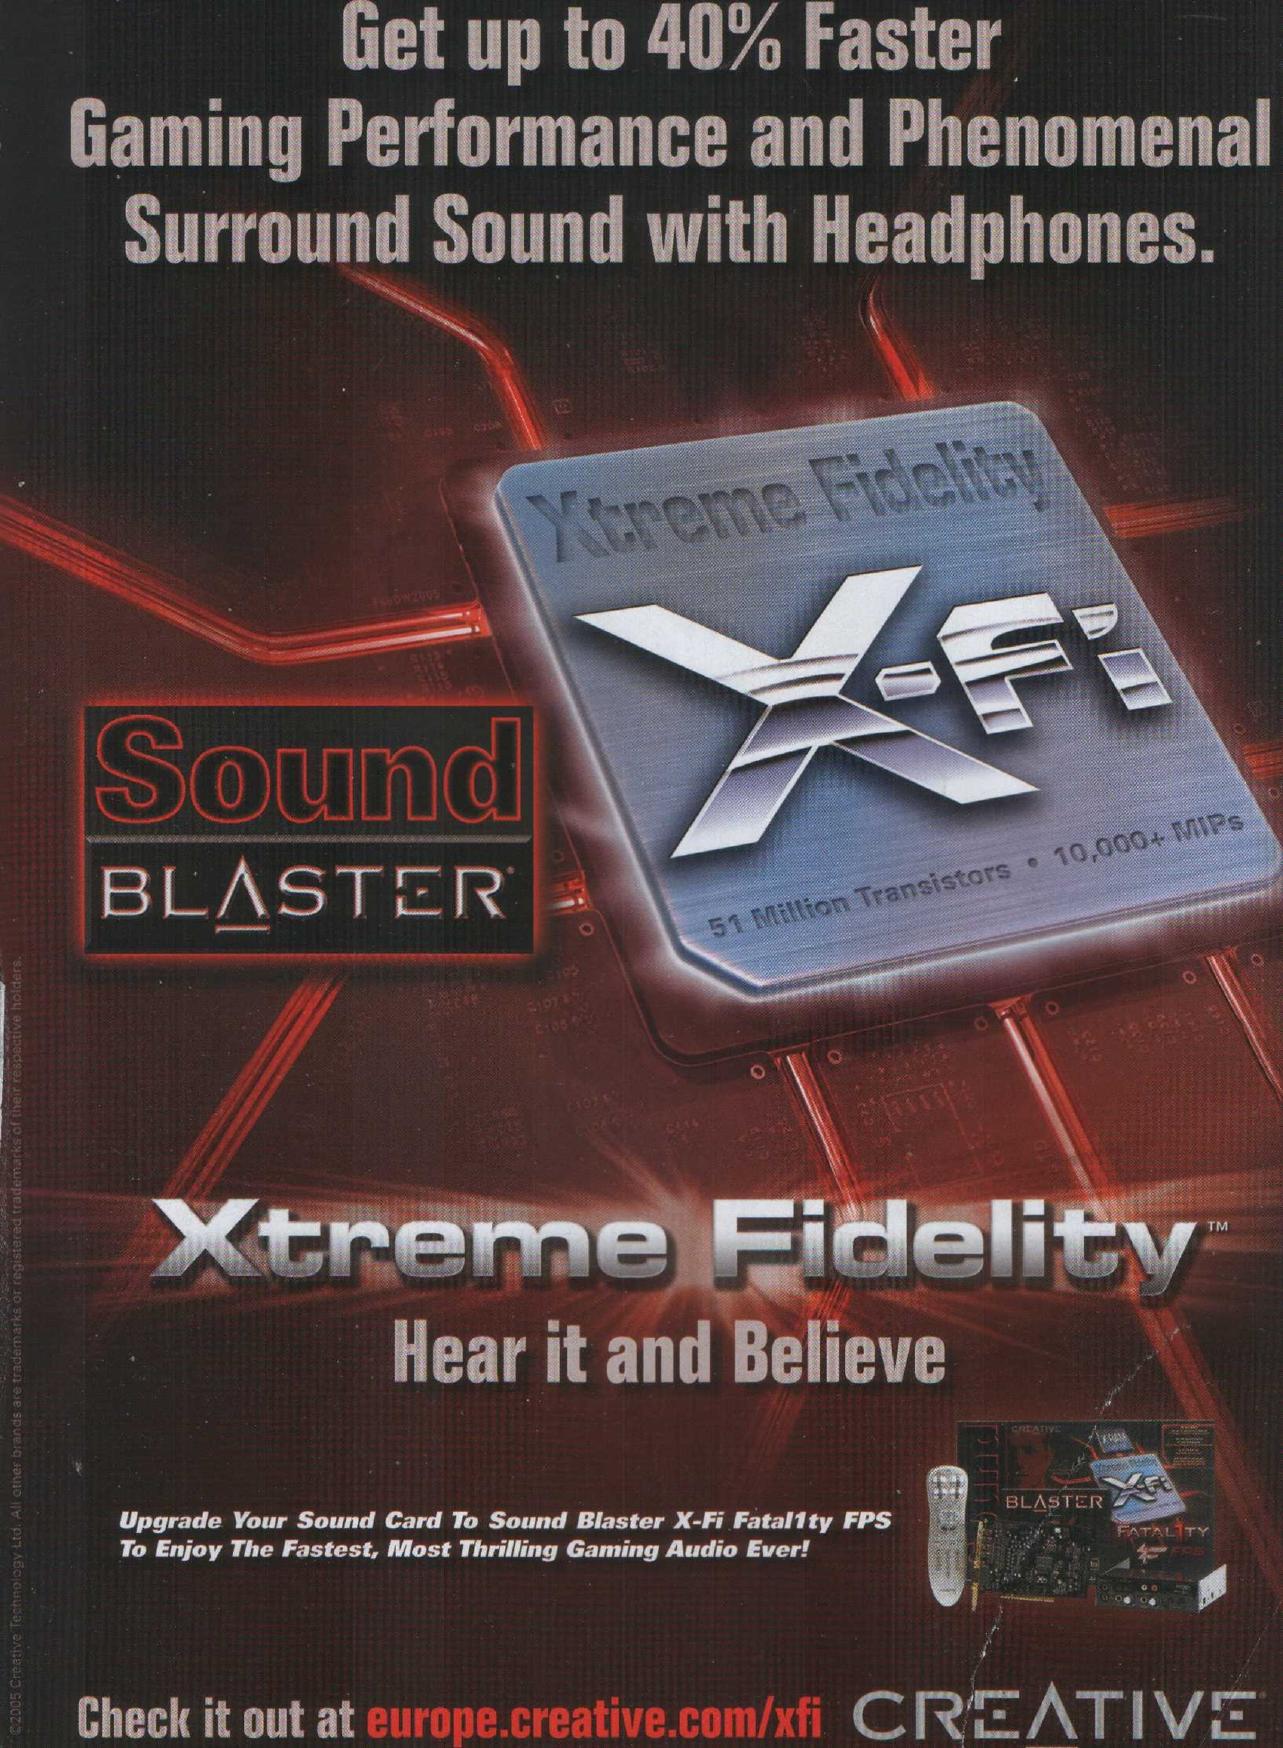 Get up to 40% Faster
Gaming Performance and Phenomenal
Surround Sound with Headphones.
Xtreme Fidelity
X-Fi
51 Million Transistors • 10,000+ MIPs
Sound
BLASTER®
Xtreme Fidelity™
Hear it and Believe
CREATIVE
X-Fi
BLASTER
FATAL1TY
FPS
Upgrade Your Sound Card To Sound Blaster X-Fi Fatal1ty FPS
To Enjoy The Fastest, Most Thrilling Gaming Audio Ever!
Check it out at europe.creative.com/xfi
CREATIVE®
©2005 Creative Technology Ltd. All other brands are trademarks or registered trademarks of their respective holders.